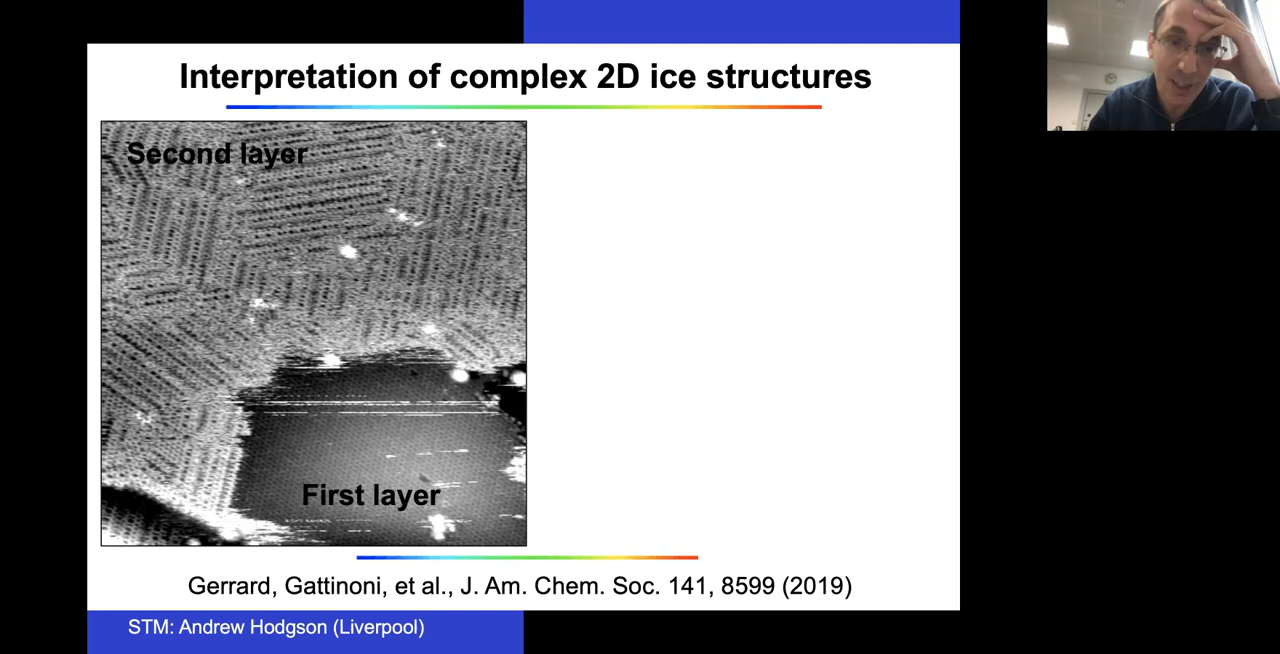 Interpretation of complex 2D ice structures
Second layer
First layer
Gerrard, Gattinoni, et al., J. Am. Chem. Soc. 141, 8599 (2019)
STM: Andrew Hodgson (Liverpool)